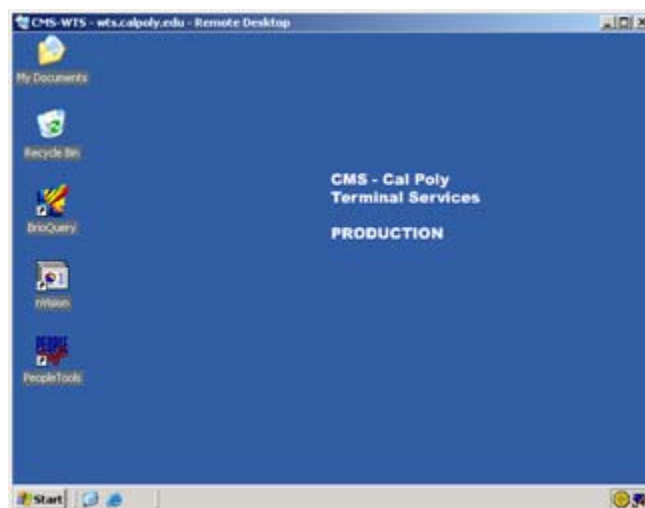 CMS-WTS - wts.calpoly.edu - Remote Desktop
My Documents
Recycle Bin
BrioQuery
nVision
PeopleTools
CMS - Cal Poly
Terminal Services
PRODUCTION
Start